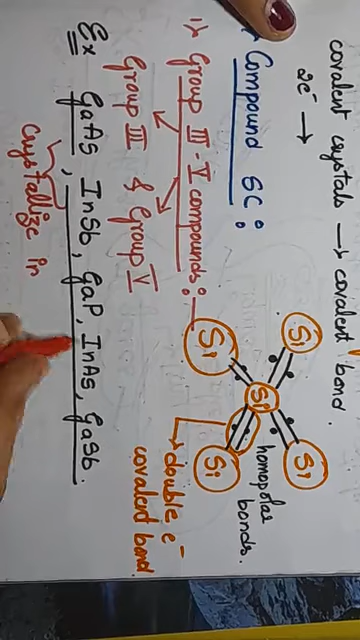 covalent crystals → covalent bond.
2e⁻ →
Compound SC :
1) Group III - V compounds :
Group III & Group V
Ex GaAs, InSb, GaP, InAs, GaSb.
Crystallize in
Si
Si
Si
Si
Si
homopolar
bonds.
double e⁻
covalent bond